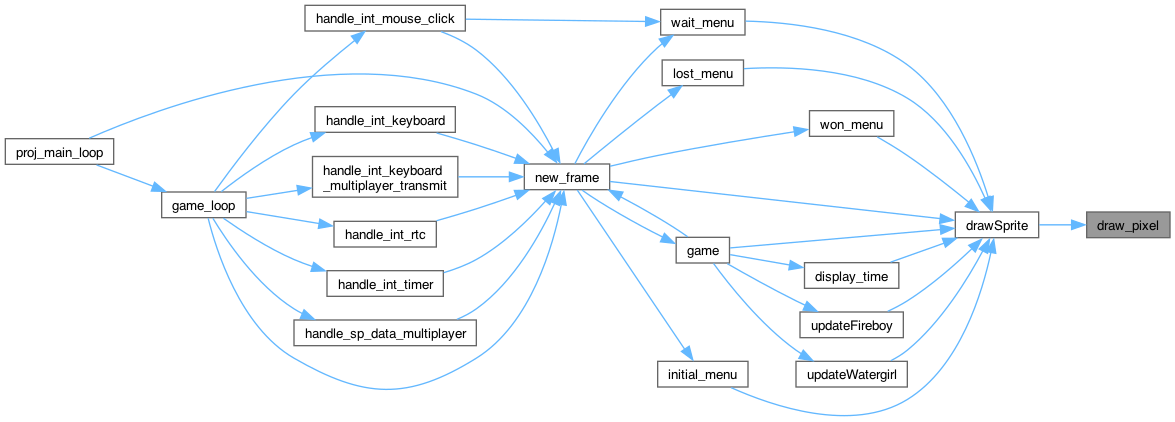 handle_int_mouse_click
wait_menu
lost_menu
handle_int_keyboard
won_menu
proj_main_loop
handle_int_keyboard
_multiplayer_transmit
new_frame
game_loop
drawSprite
draw_pixel
handle_int_rtc
game
display_time
handle_int_timer
updateFireboy
handle_sp_data_multiplayer
initial_menu
updateWatergirl